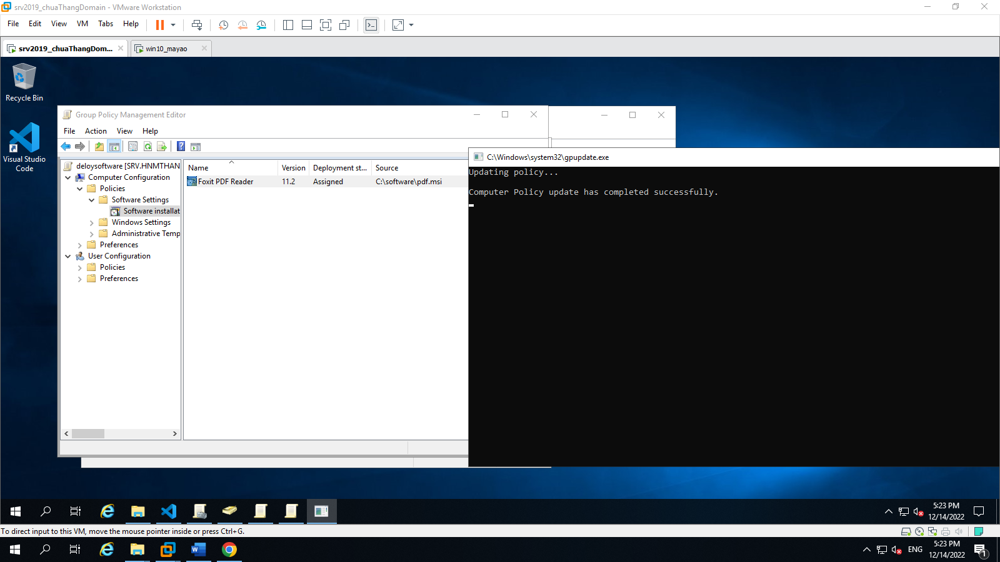 srv2019_chuaThangDomain - VMware Workstation
File Edit View VM Tabs Help
srv2019_chuaThangDom...
win10_mayao
Recycle Bin
Visual Studio
Code
Group Policy Management Editor
File Action View Help
deloysoftware [SRV.HNMTHAN
Computer Configuration
Policies
Software Settings
Software installat
Windows Settings
Administrative Temp
Preferences
User Configuration
Policies
Preferences
Name Version Deployment st... Source
Foxit PDF Reader 11.2 Assigned C:\software\pdf.msi
C:\Windows\system32\gpupdate.exe
Updating policy...
Computer Policy update has completed successfully.
5:23 PM
12/14/2022
To direct input to this VM, move the mouse pointer inside or press Ctrl+G.
ENG
5:23 PM
12/14/2022
1